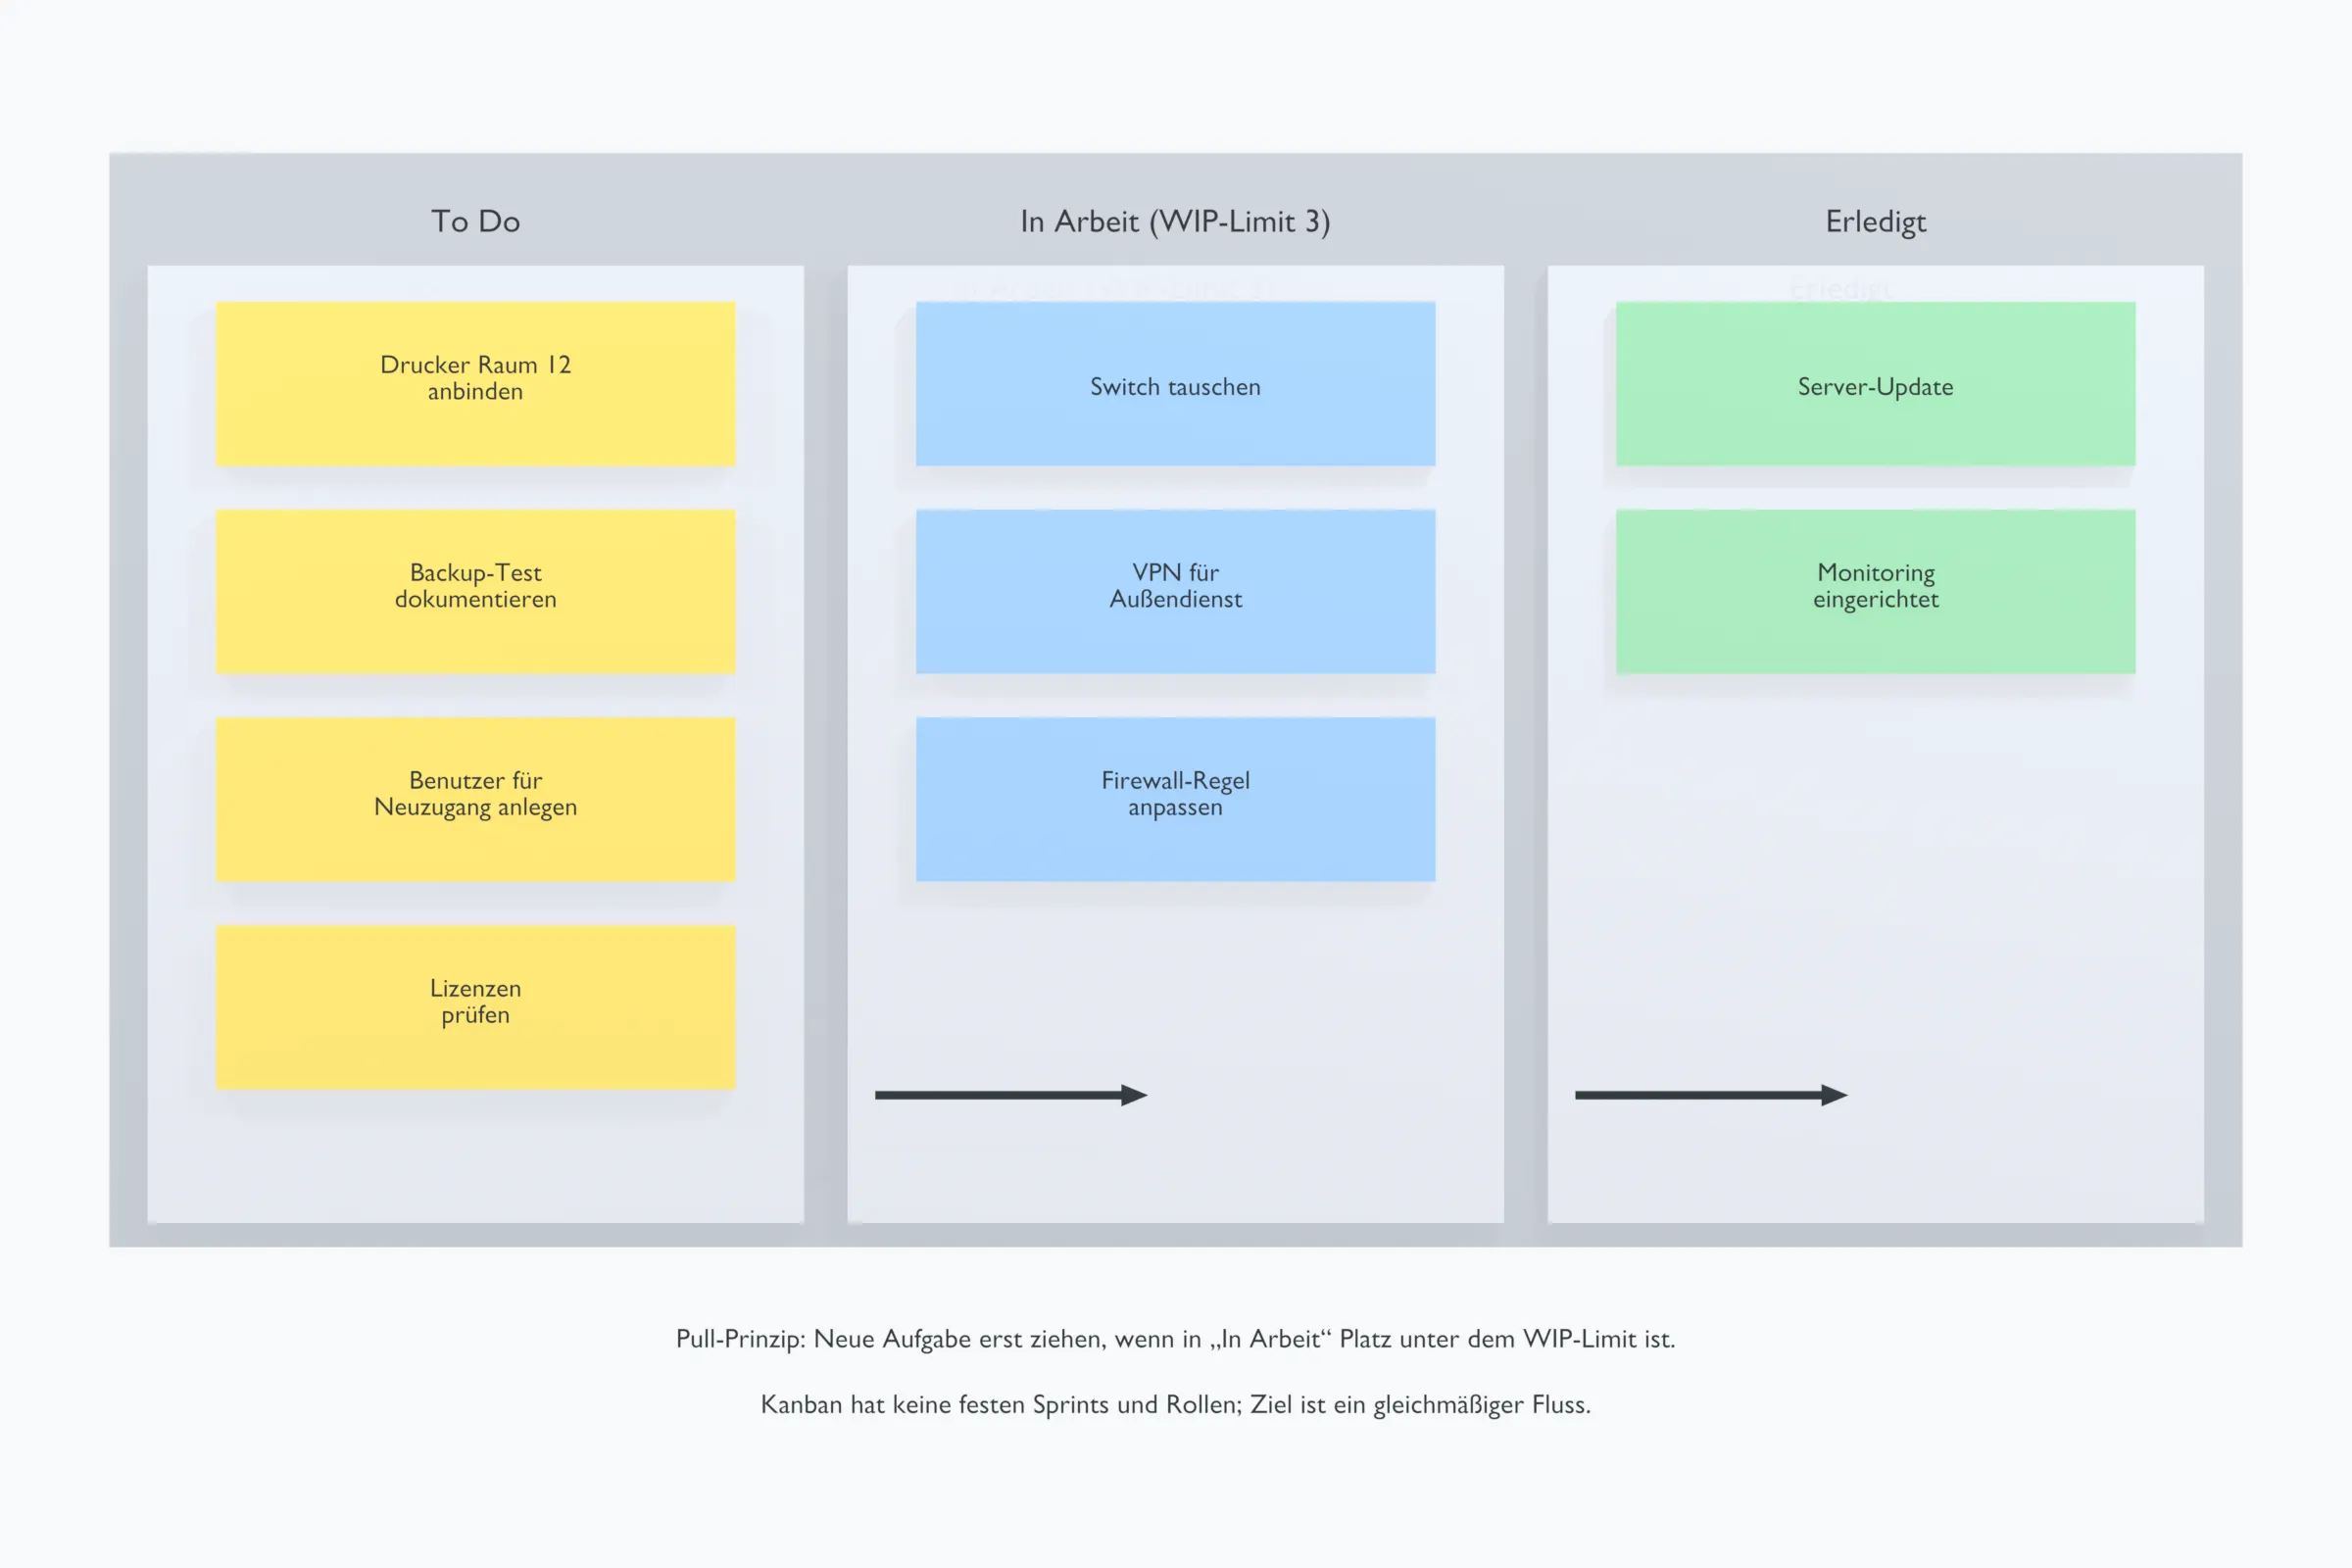 To Do
Drucker Raum 12
anbinden
Backup-Test
dokumentieren
Benutzer für
Neuzugang anlegen
Lizenzen
prüfen
In Arbeit (WIP-Limit 3)
Switch tauschen
VPN für
Außendienst
Firewall-Regel
anpassen
Erledigt
Erledigt
Server-Update
Monitoring
eingerichtet
Pull-Prinzip: Neue Aufgabe erst ziehen, wenn in „In Arbeit“ Platz unter dem WIP-Limit ist.
Kanban hat keine festen Sprints und Rollen; Ziel ist ein gleichmäßiger Fluss.